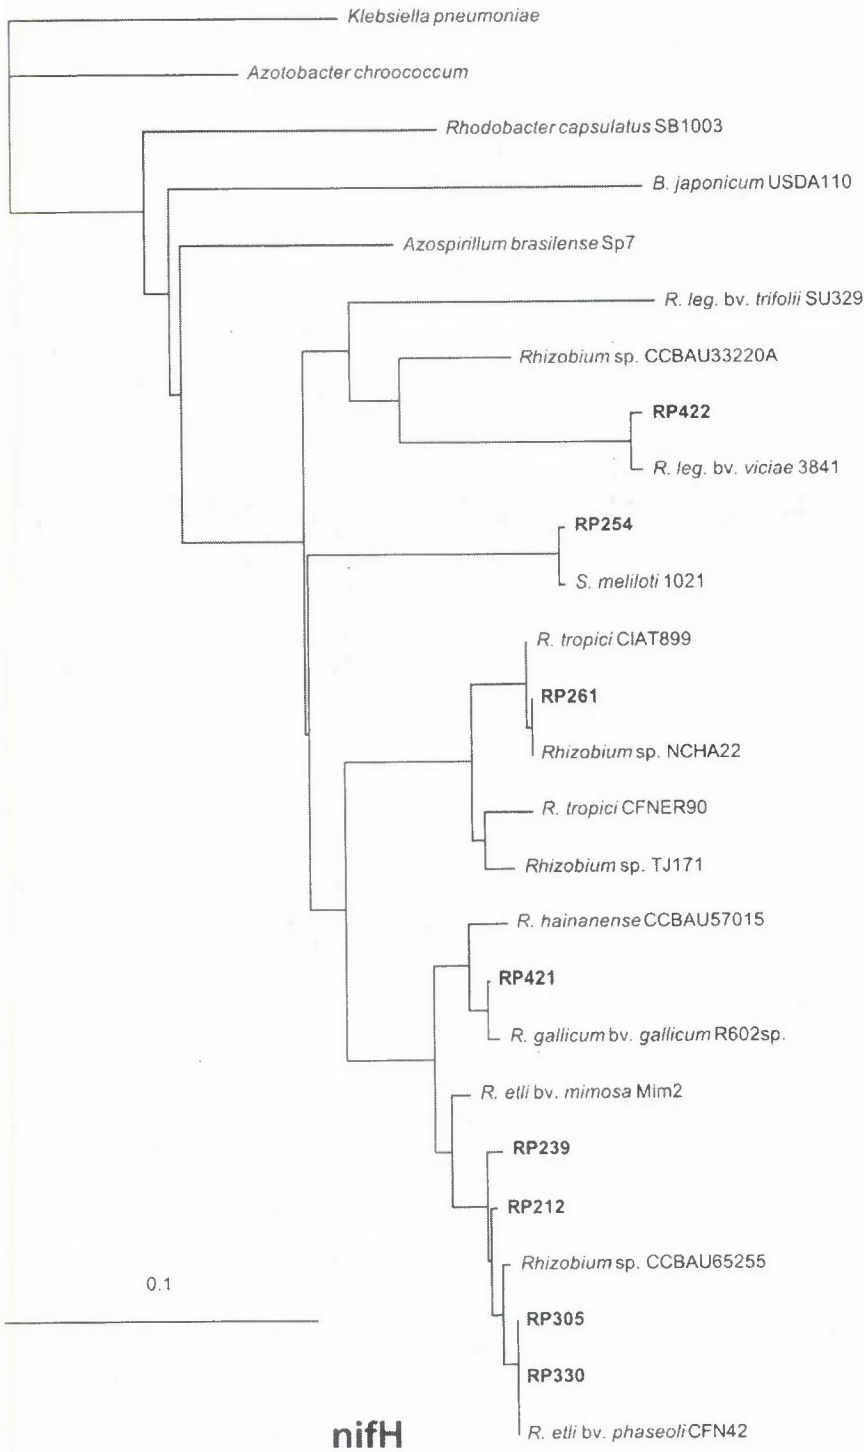 Klebsiella pneumoniae
Azotobacter chroococcum
Rhodobacter capsulatus SB1003
B. japonicum USDA110
Azospirillum brasilense Sp7
R. leg. bv. trifolii SU329
Rhizobium sp. CCBAU33220A
RP422
R. leg. bv. viciae 3841
RP254
S. meliloti 1021
R. tropici CIAT899
RP261
Rhizobium sp. NCHA22
R. tropici CFNER90
Rhizobium sp. TJ171
R. hainanense CCBAU57015
RP421
R. gallicum bv. gallicum R602sp.
R. etli bv. mimosa Mim2
RP239
RP212
Rhizobium sp. CCBAU65255
0.1
RP305
RP330
R. etli bv. phaseoli CFN42
nifH